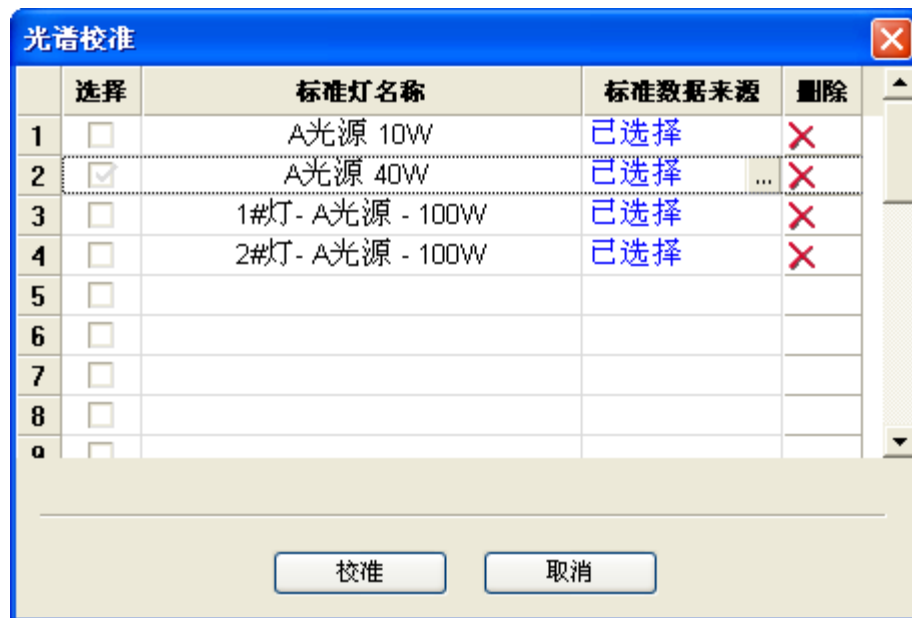 光谱校准
选择 标准灯名称 标准数据来源 删除
1 A光源 10W 已选择
2 A光源 40W 已选择 ...
3 1#灯- A光源 - 100W 已选择
4 2#灯- A光源 - 100W 已选择
5
6
7
8
9
校准 取消